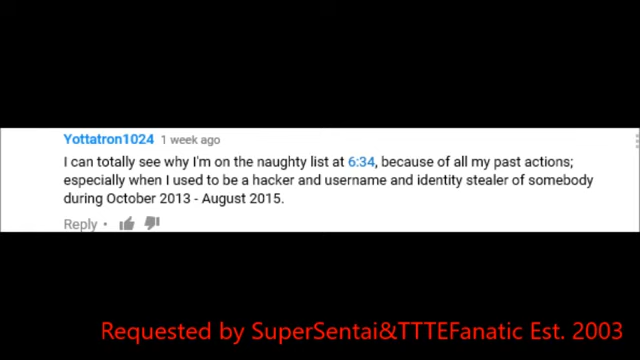 Yottatron1024 1 week ago
I can totally see why I'm on the naughty list at 6:34, because of all my past actions;
especially when I used to be a hacker and username and identity stealer of somebody
during October 2013 - August 2015.
Reply •
Requested by SuperSentai&TTTEFanatic Est. 2003